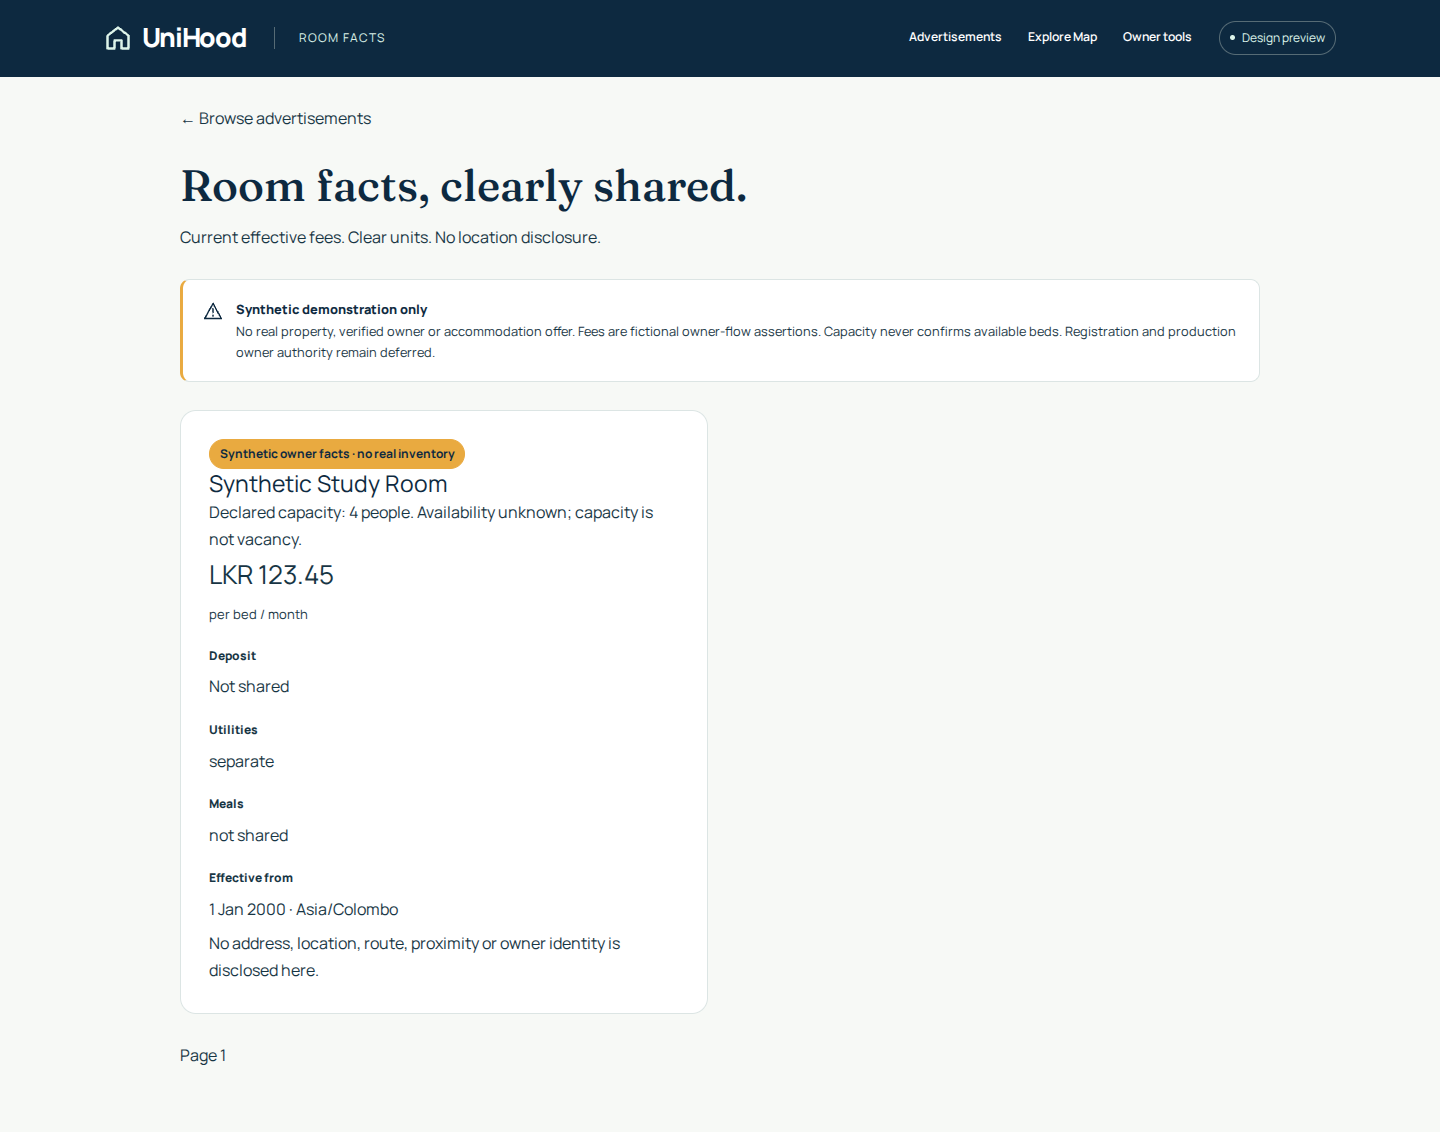 UniHood
ROOM FACTS
Advertisements
Explore Map
Owner tools
Design preview
← Browse advertisements
Room facts, clearly shared.
Current effective fees. Clear units. No location disclosure.
Synthetic demonstration only
No real property, verified owner or accommodation offer. Fees are fictional owner-flow assertions. Capacity never confirms available beds. Registration and production
owner authority remain deferred.
Synthetic owner facts · no real inventory
Synthetic Study Room
Declared capacity: 4 people. Availability unknown; capacity is
not vacancy.
LKR 123.45
per bed / month
Deposit
Not shared
Utilities
separate
Meals
not shared
Effective from
1 Jan 2000 · Asia/Colombo
No address, location, route, proximity or owner identity is
disclosed here.
Page 1